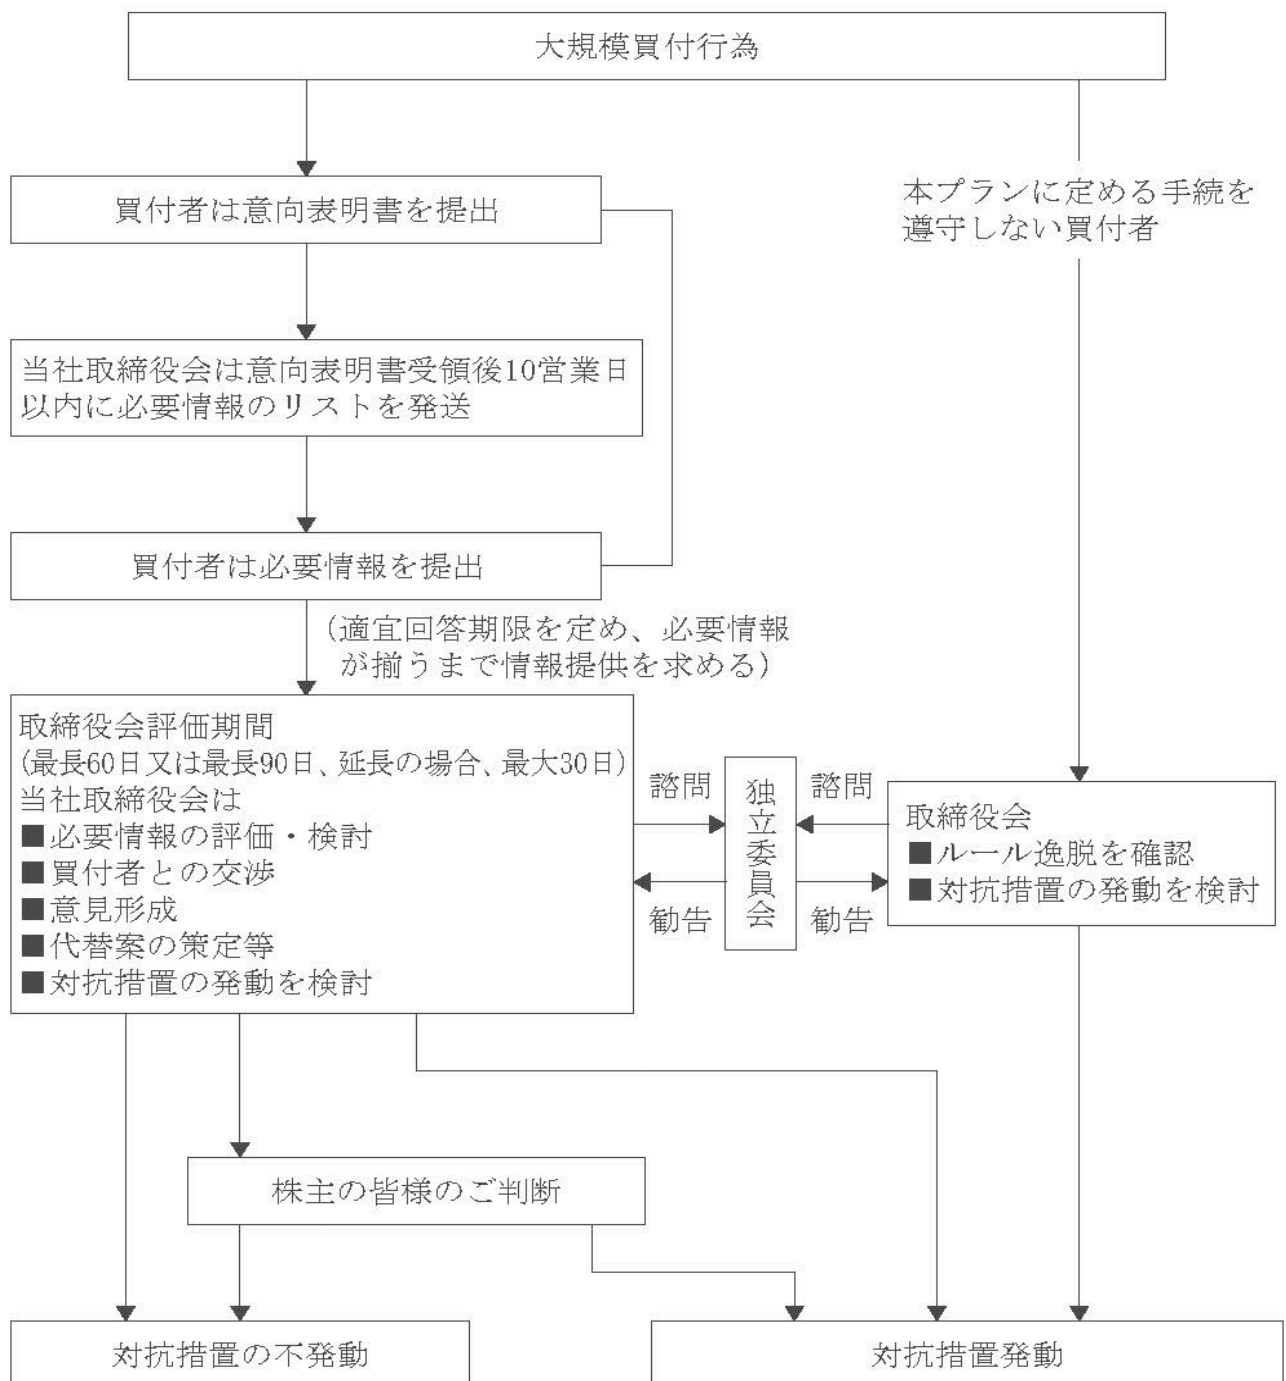 大規模買付行為
買付者は意向表明書を提出
本プランに定める手続を
遵守しない買付者
当社取締役会は意向表明書受領後10営業日
以内に必要情報のリストを発送
買付者は必要情報を提出
(適宜回答期限を定め、必要情報
が揃うまで情報提供を求める)
取締役会評価期間
(最長60日又は最長90日、延長の場合、最大30日)
当社取締役会は
■必要情報の評価・検討
■買付者との交渉
■意見形成
■代替案の策定等
■対抗措置の発動を検討
諮問
勧告
独立委員会
諮問
勧告
取締役会
■ルール逸脱を確認
■対抗措置の発動を検討
株主の皆様のご判断
対抗措置の不発動
対抗措置発動